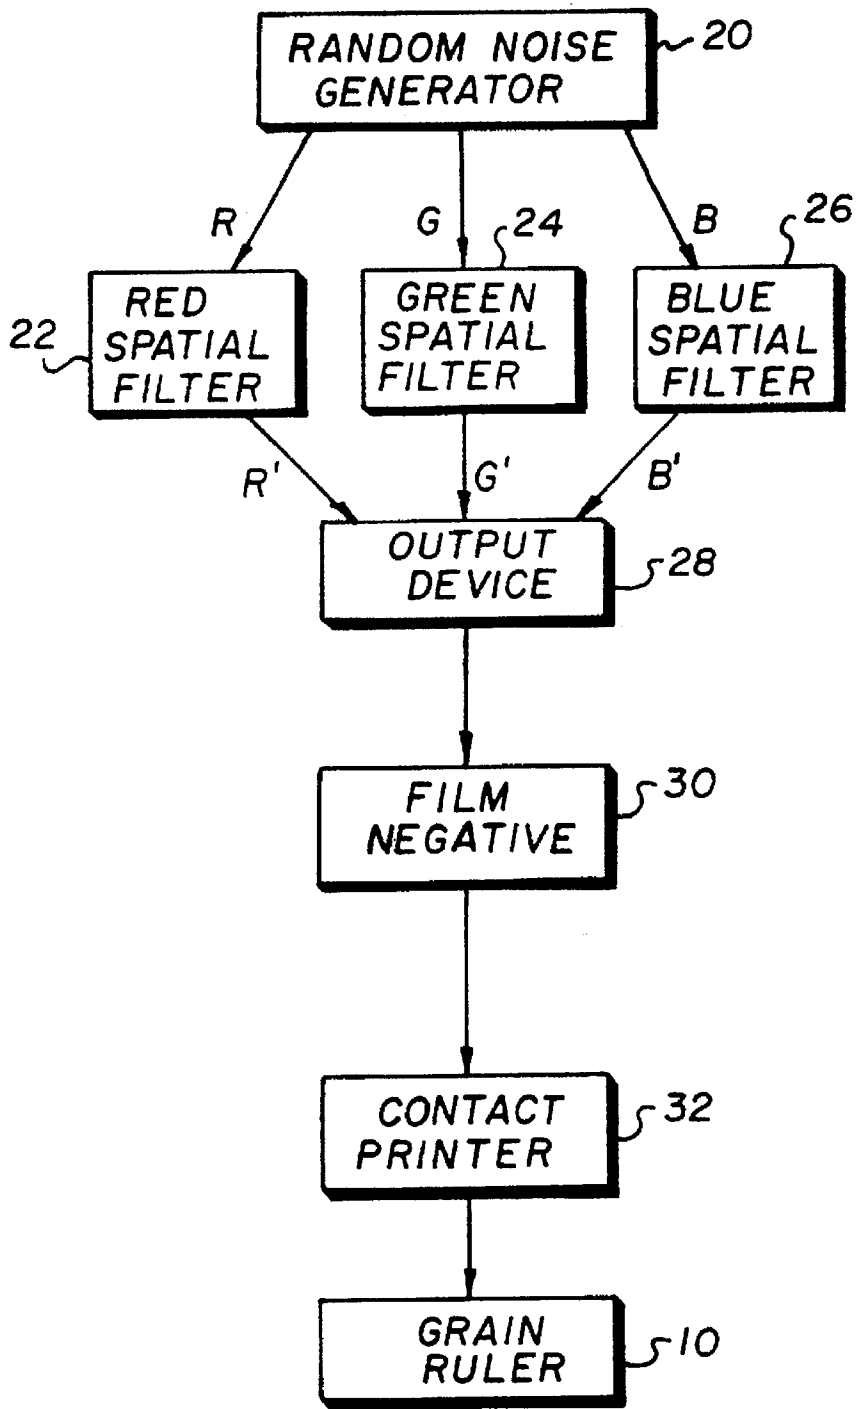 RANDOM NOISE
GENERATOR
20
R
G
B
24
26
22
RED
SPATIAL
FILTER
GREEN
SPATIAL
FILTER
BLUE
SPATIAL
FILTER
R'
G'
B'
OUTPUT
DEVICE
28
FILM
NEGATIVE
30
CONTACT
PRINTER
32
GRAIN
RULER
10